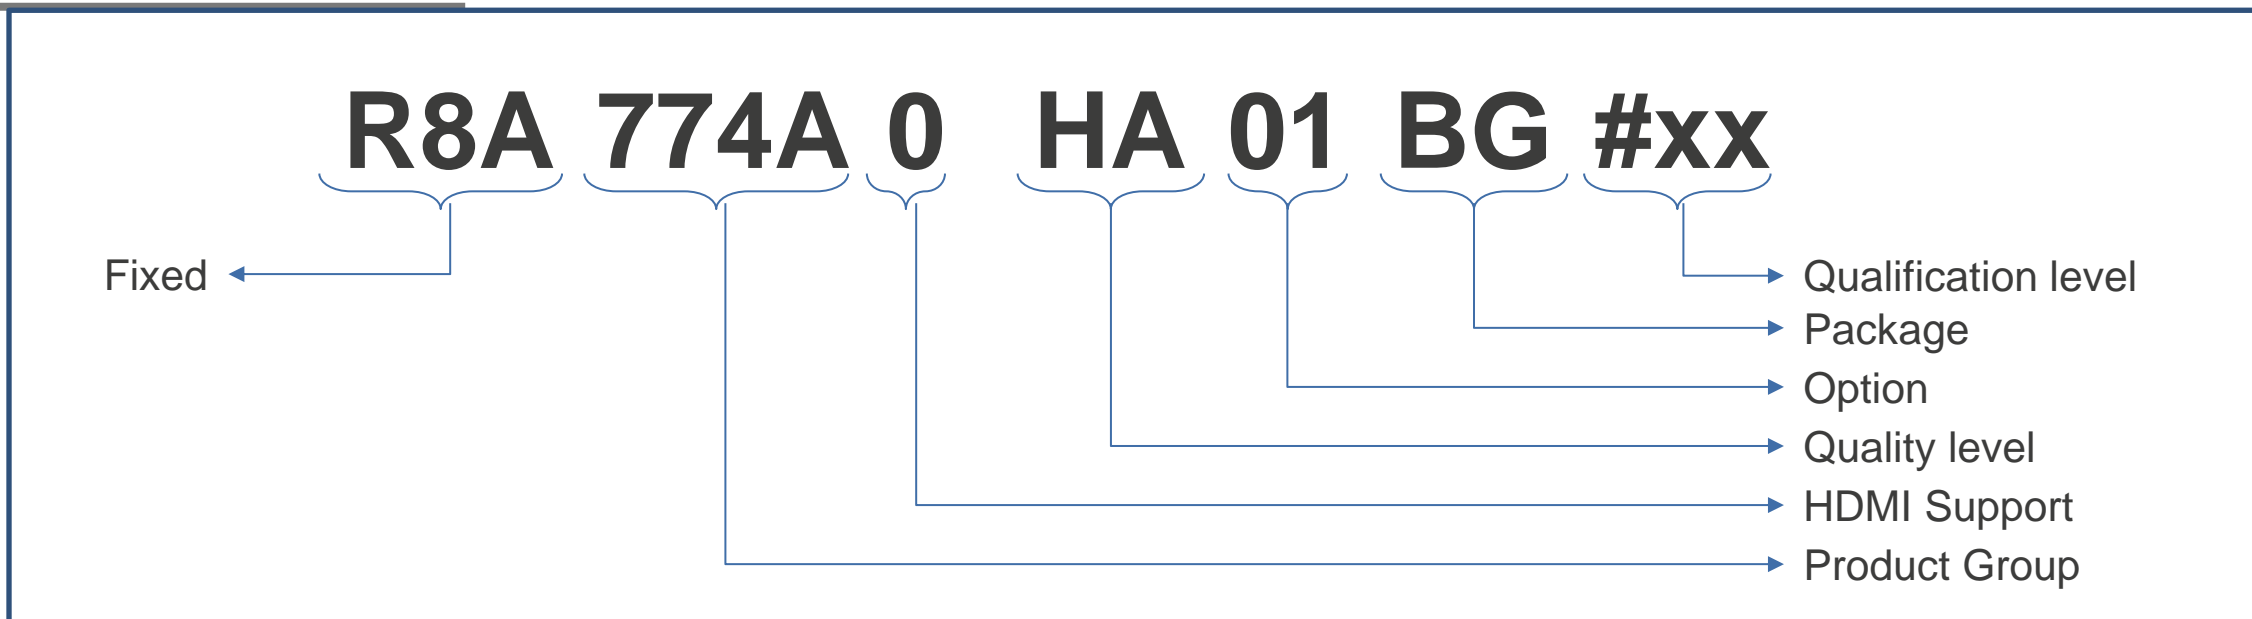 R8A 774A 0 HA 01 BG #xx
Fixed
Qualification level
Package
Option
Quality level
HDMI Support
Product Group